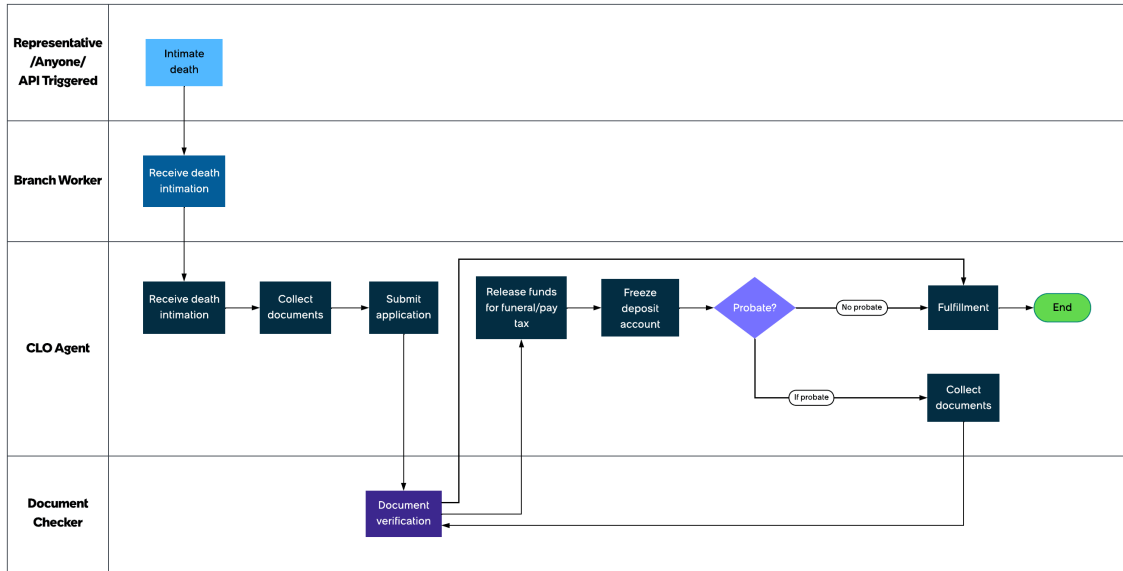 Representative
/Anyone/
API Triggered
Intimate
death
Branch Worker
Receive death
intimation
CLO Agent
Receive death
intimation
Collect
documents
Submit
application
Release funds
for funeral/pay
tax
Freeze
deposit
account
Probate?
No probate
Fulfillment
End
If probate
Collect
documents
Document
Checker
Document
verification